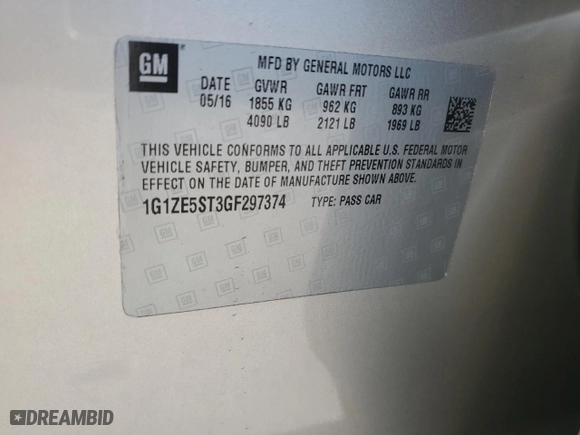 GM
MFD BY GENERAL MOTORS LLC
DATE GVWR GAWR FRT GAWR RR
05/16 1855 KG 962 KG 893 KG
4090 LB 2121 LB 1969 LB
THIS VEHICLE CONFORMS TO ALL APPLICABLE U.S. FEDERAL MOTOR
VEHICLE SAFETY, BUMPER, AND THEFT PREVENTION STANDARDS IN
EFFECT ON THE DATE OF MANUFACTURE SHOWN ABOVE.
1G1ZE5ST3GF297374 TYPE: PASS CAR
DREAMBID